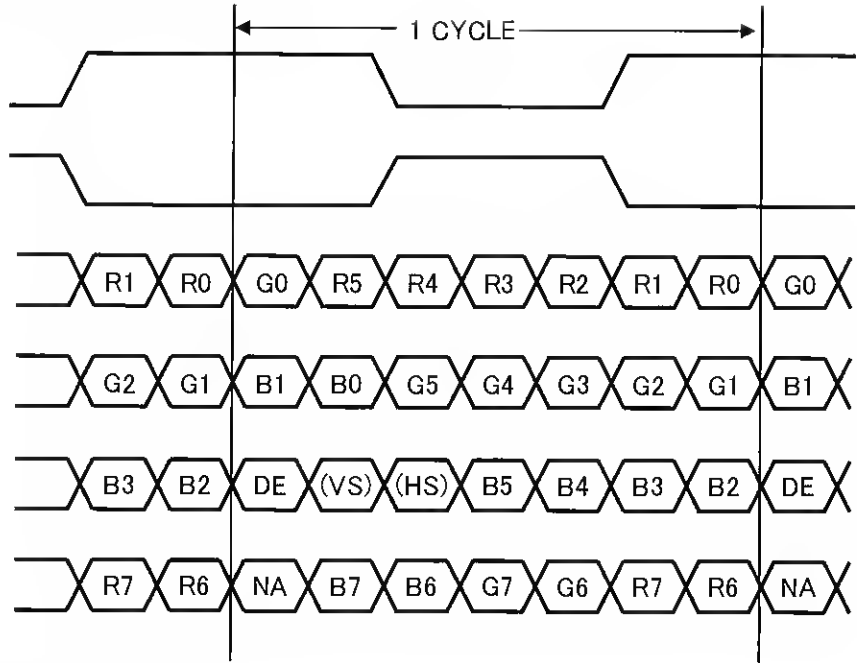 1 CYCLE
R1 R0 G0 R5 R4 R3 R2 R1 R0 G0
G2 G1 B1 B0 G5 G4 G3 G2 G1 B1
B3 B2 DE (VS) (HS) B5 B4 B3 B2 DE
R7 R6 NA B7 B6 G7 G6 R7 R6 NA